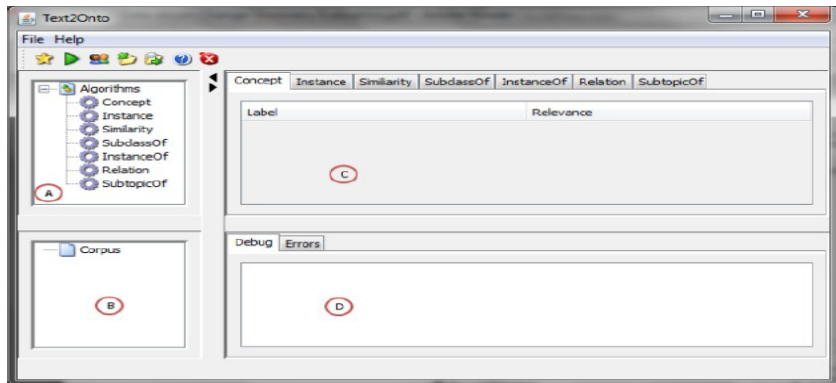 Text2Onto
File Help
Algorithms
Concept
Instance
Similarity
SubclassOf
InstanceOf
Relation
SubtopicOf
A
Concept Instance Similiarity SubclassOf InstanceOf Relation SubtopicOf
Label Relevance
C
Corpus
B
Debug Errors
D